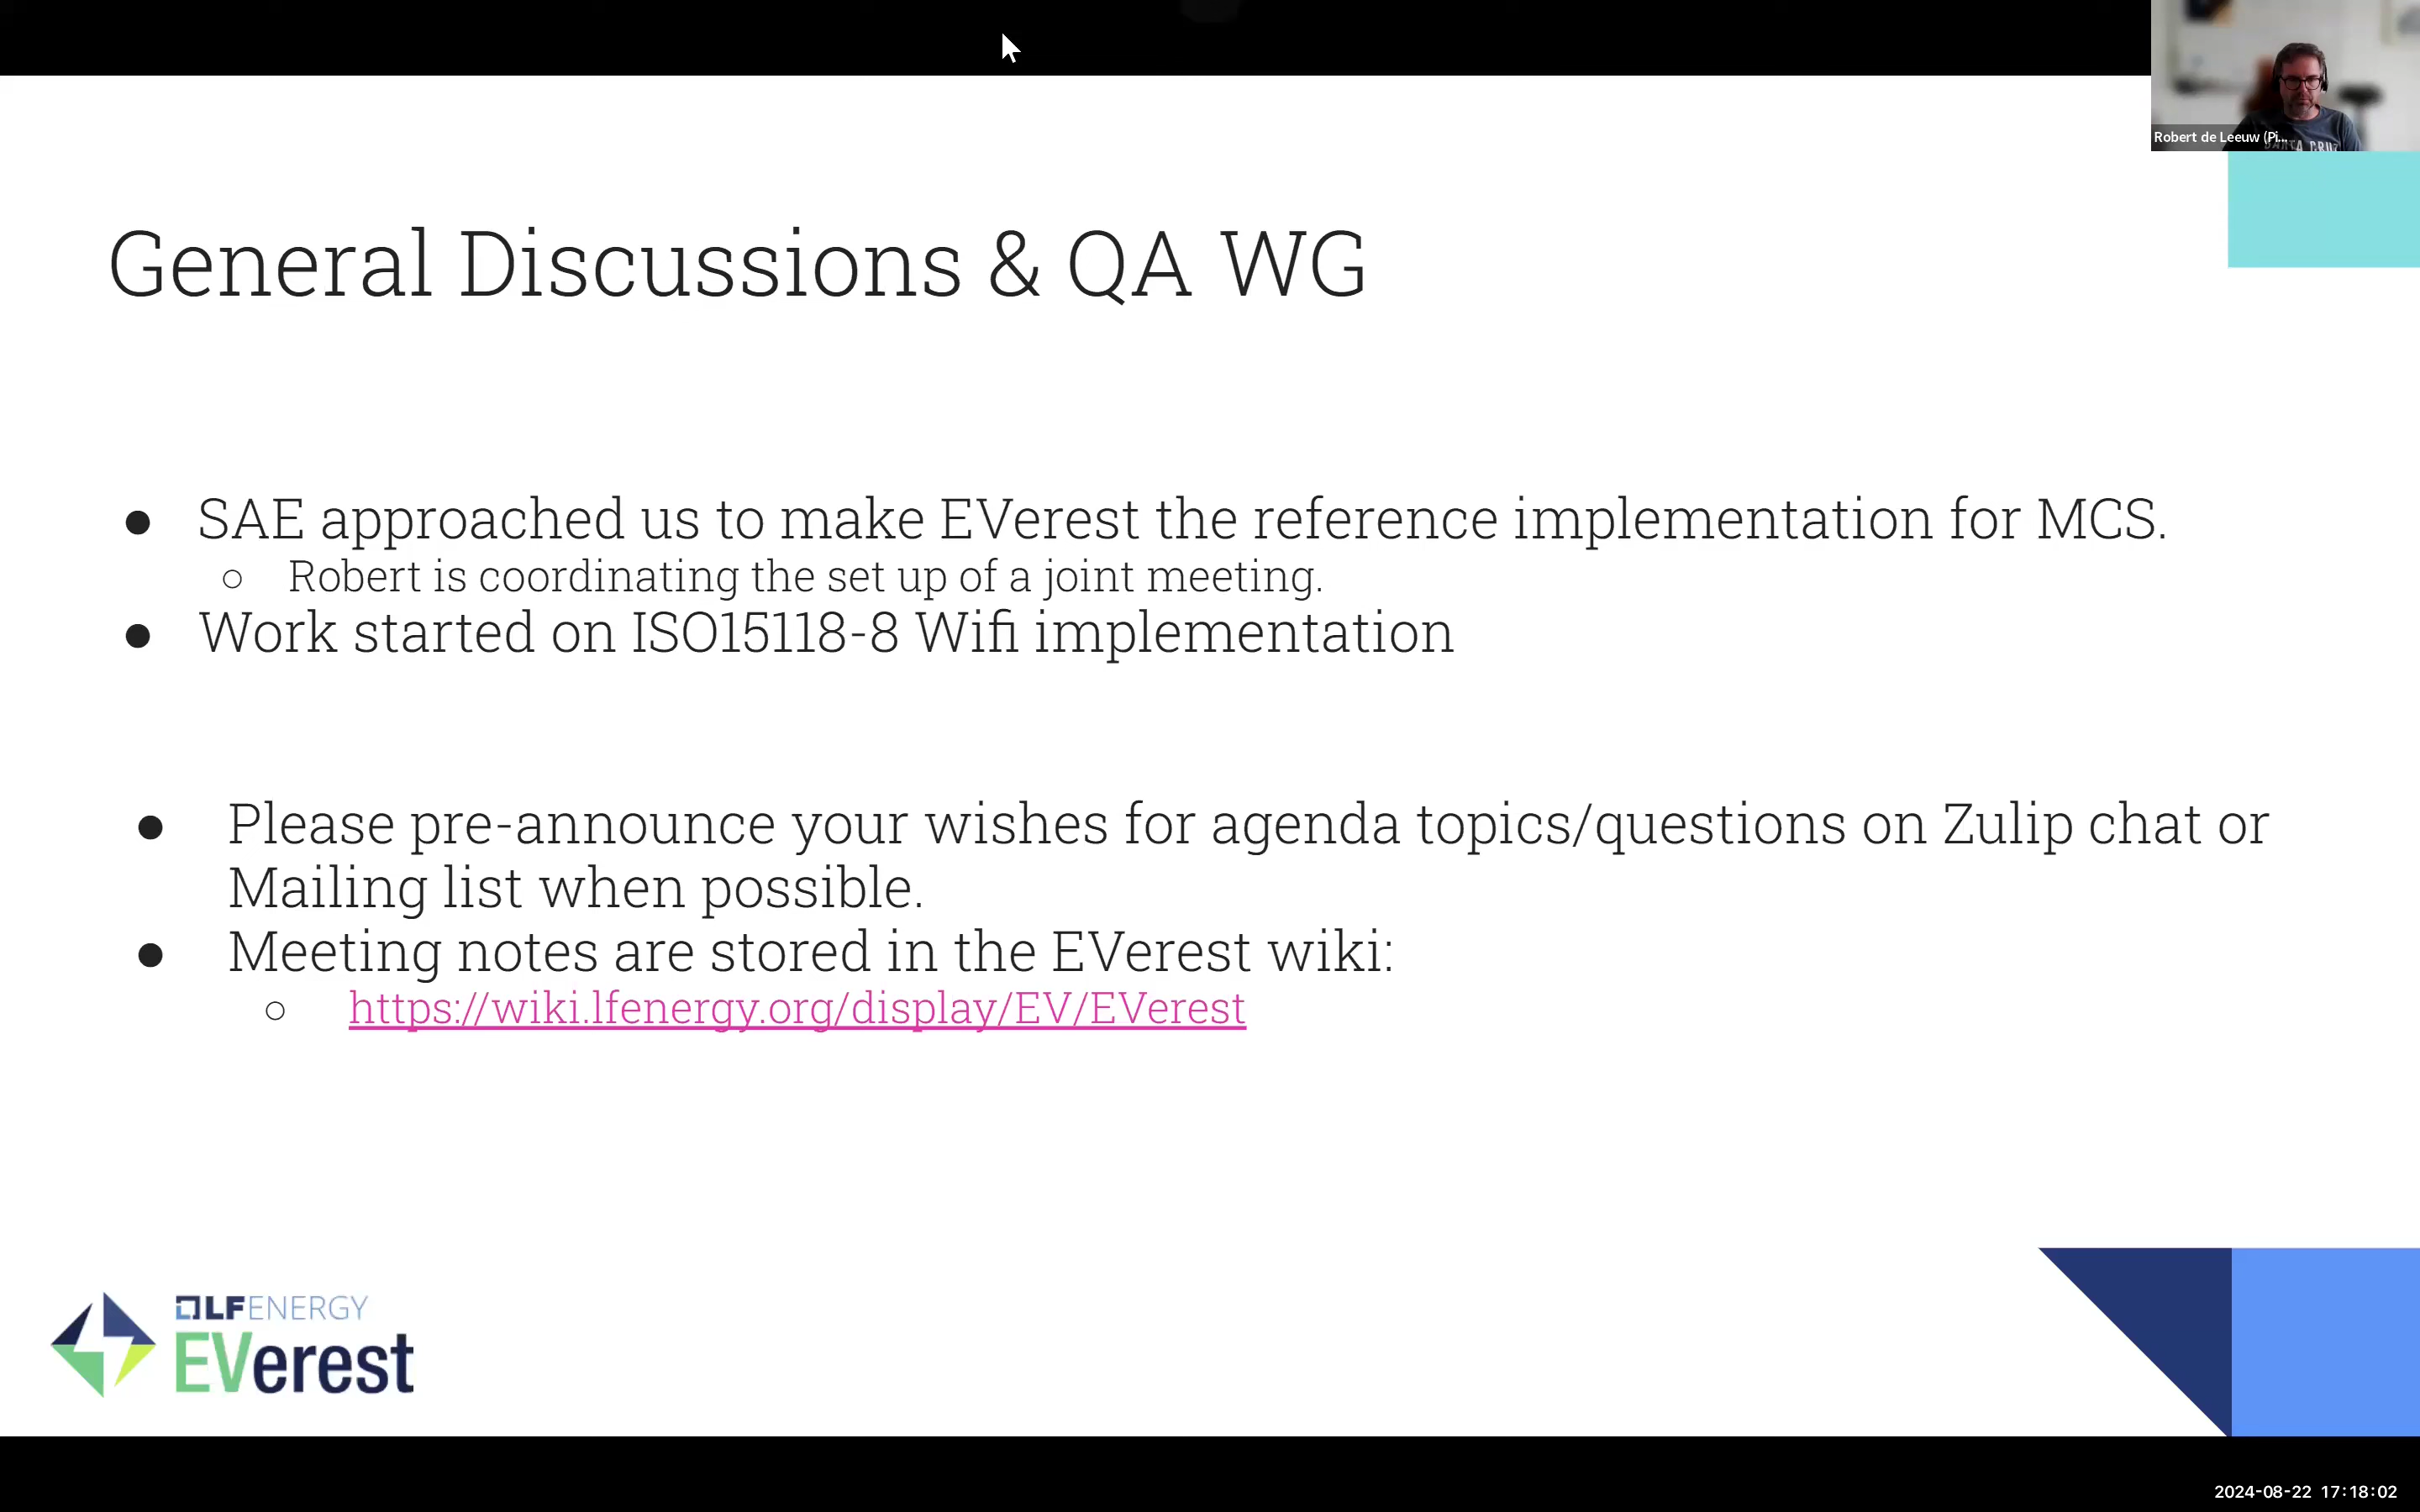 Robert de Leeuw (Pi...
General Discussions & QA WG
● SAE approached us to make EVerest the reference implementation for MCS.
○ Robert is coordinating the set up of a joint meeting.
● Work started on ISO15118-8 Wifi implementation
● Please pre-announce your wishes for agenda topics/questions on Zulip chat or
Mailing list when possible.
● Meeting notes are stored in the EVerest wiki:
○ https://wiki.lfenergy.org/display/EV/EVerest
LFENERGY
EVerest
2024-08-22 17:18:02